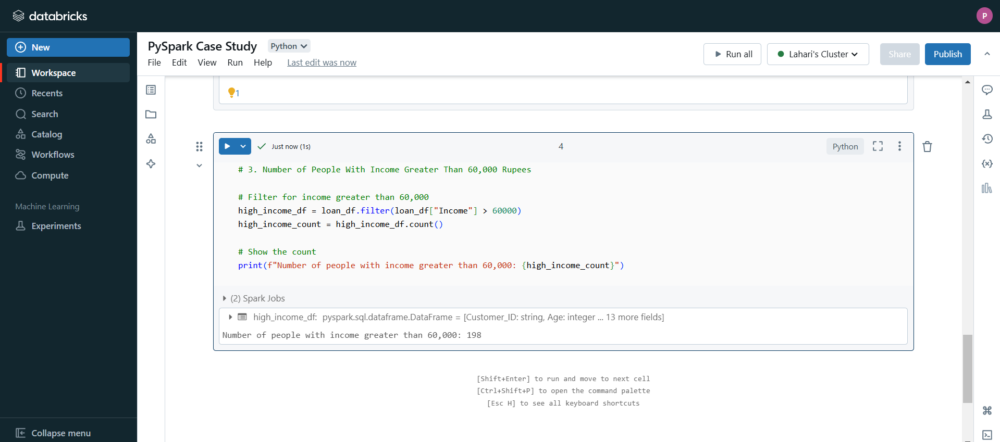 databricks
P
New
Workspace
Recents
Search
Catalog
Workflows
Compute
Machine Learning
Experiments
Collapse menu
PySpark Case Study Python
File Edit View Run Help Last edit was now
Run all Lahari's Cluster Share Publish
1
Just now (1s) 4 Python
# 3. Number of People With Income Greater Than 60,000 Rupees
# Filter for income greater than 60,000
high_income_df = loan_df.filter(loan_df["Income"] > 60000)
high_income_count = high_income_df.count()
# Show the count
print(f"Number of people with income greater than 60,000: {high_income_count}")
(2) Spark Jobs
high_income_df: pyspark.sql.dataframe.DataFrame = [Customer_ID: string, Age: integer ... 13 more fields]
Number of people with income greater than 60,000: 198
[Shift+Enter] to run and move to next cell
[Ctrl+Shift+P] to open the command palette
[Esc H] to see all keyboard shortcuts